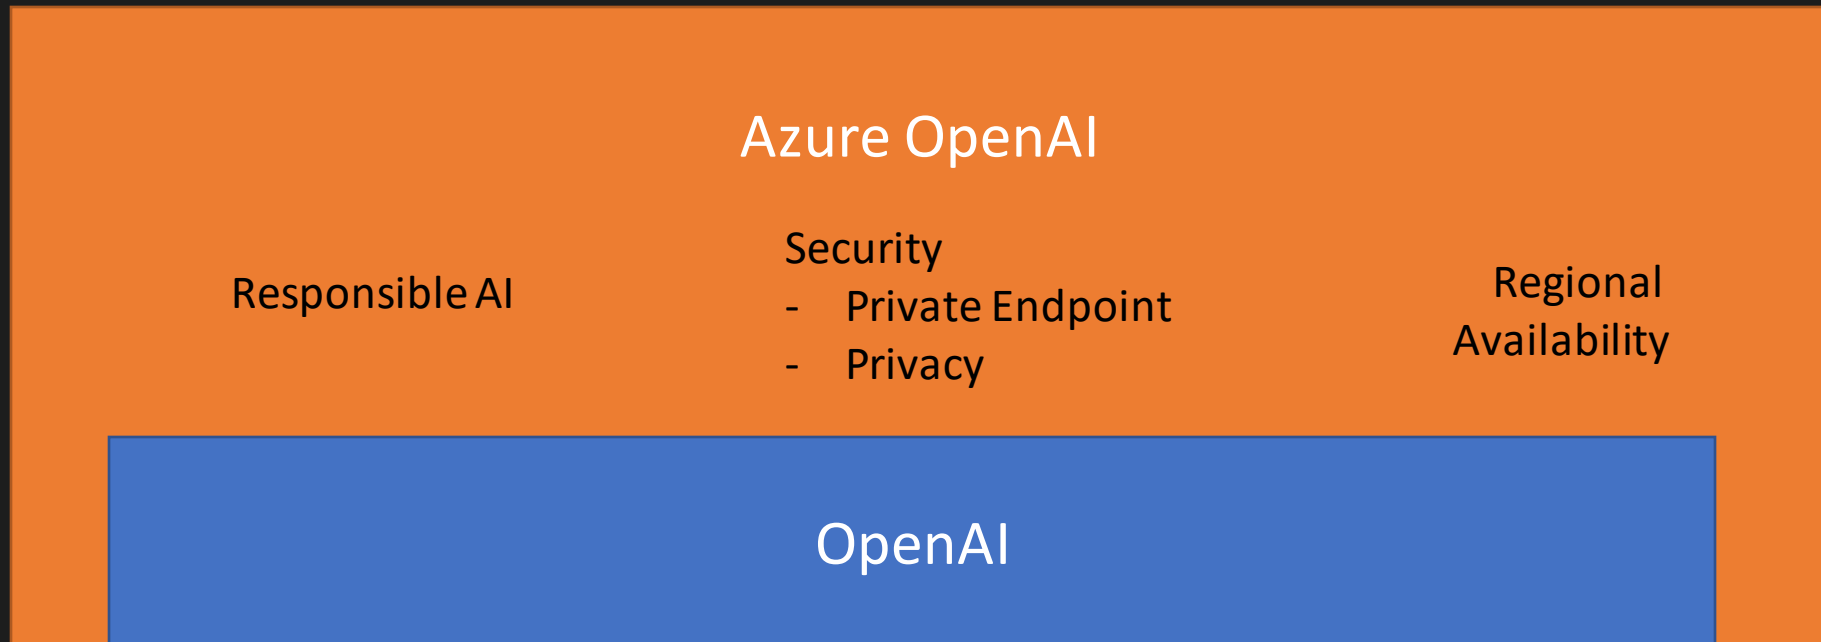 Azure OpenAI
Responsible AI
Security
- Private Endpoint
- Privacy
Regional
Availability
OpenAI